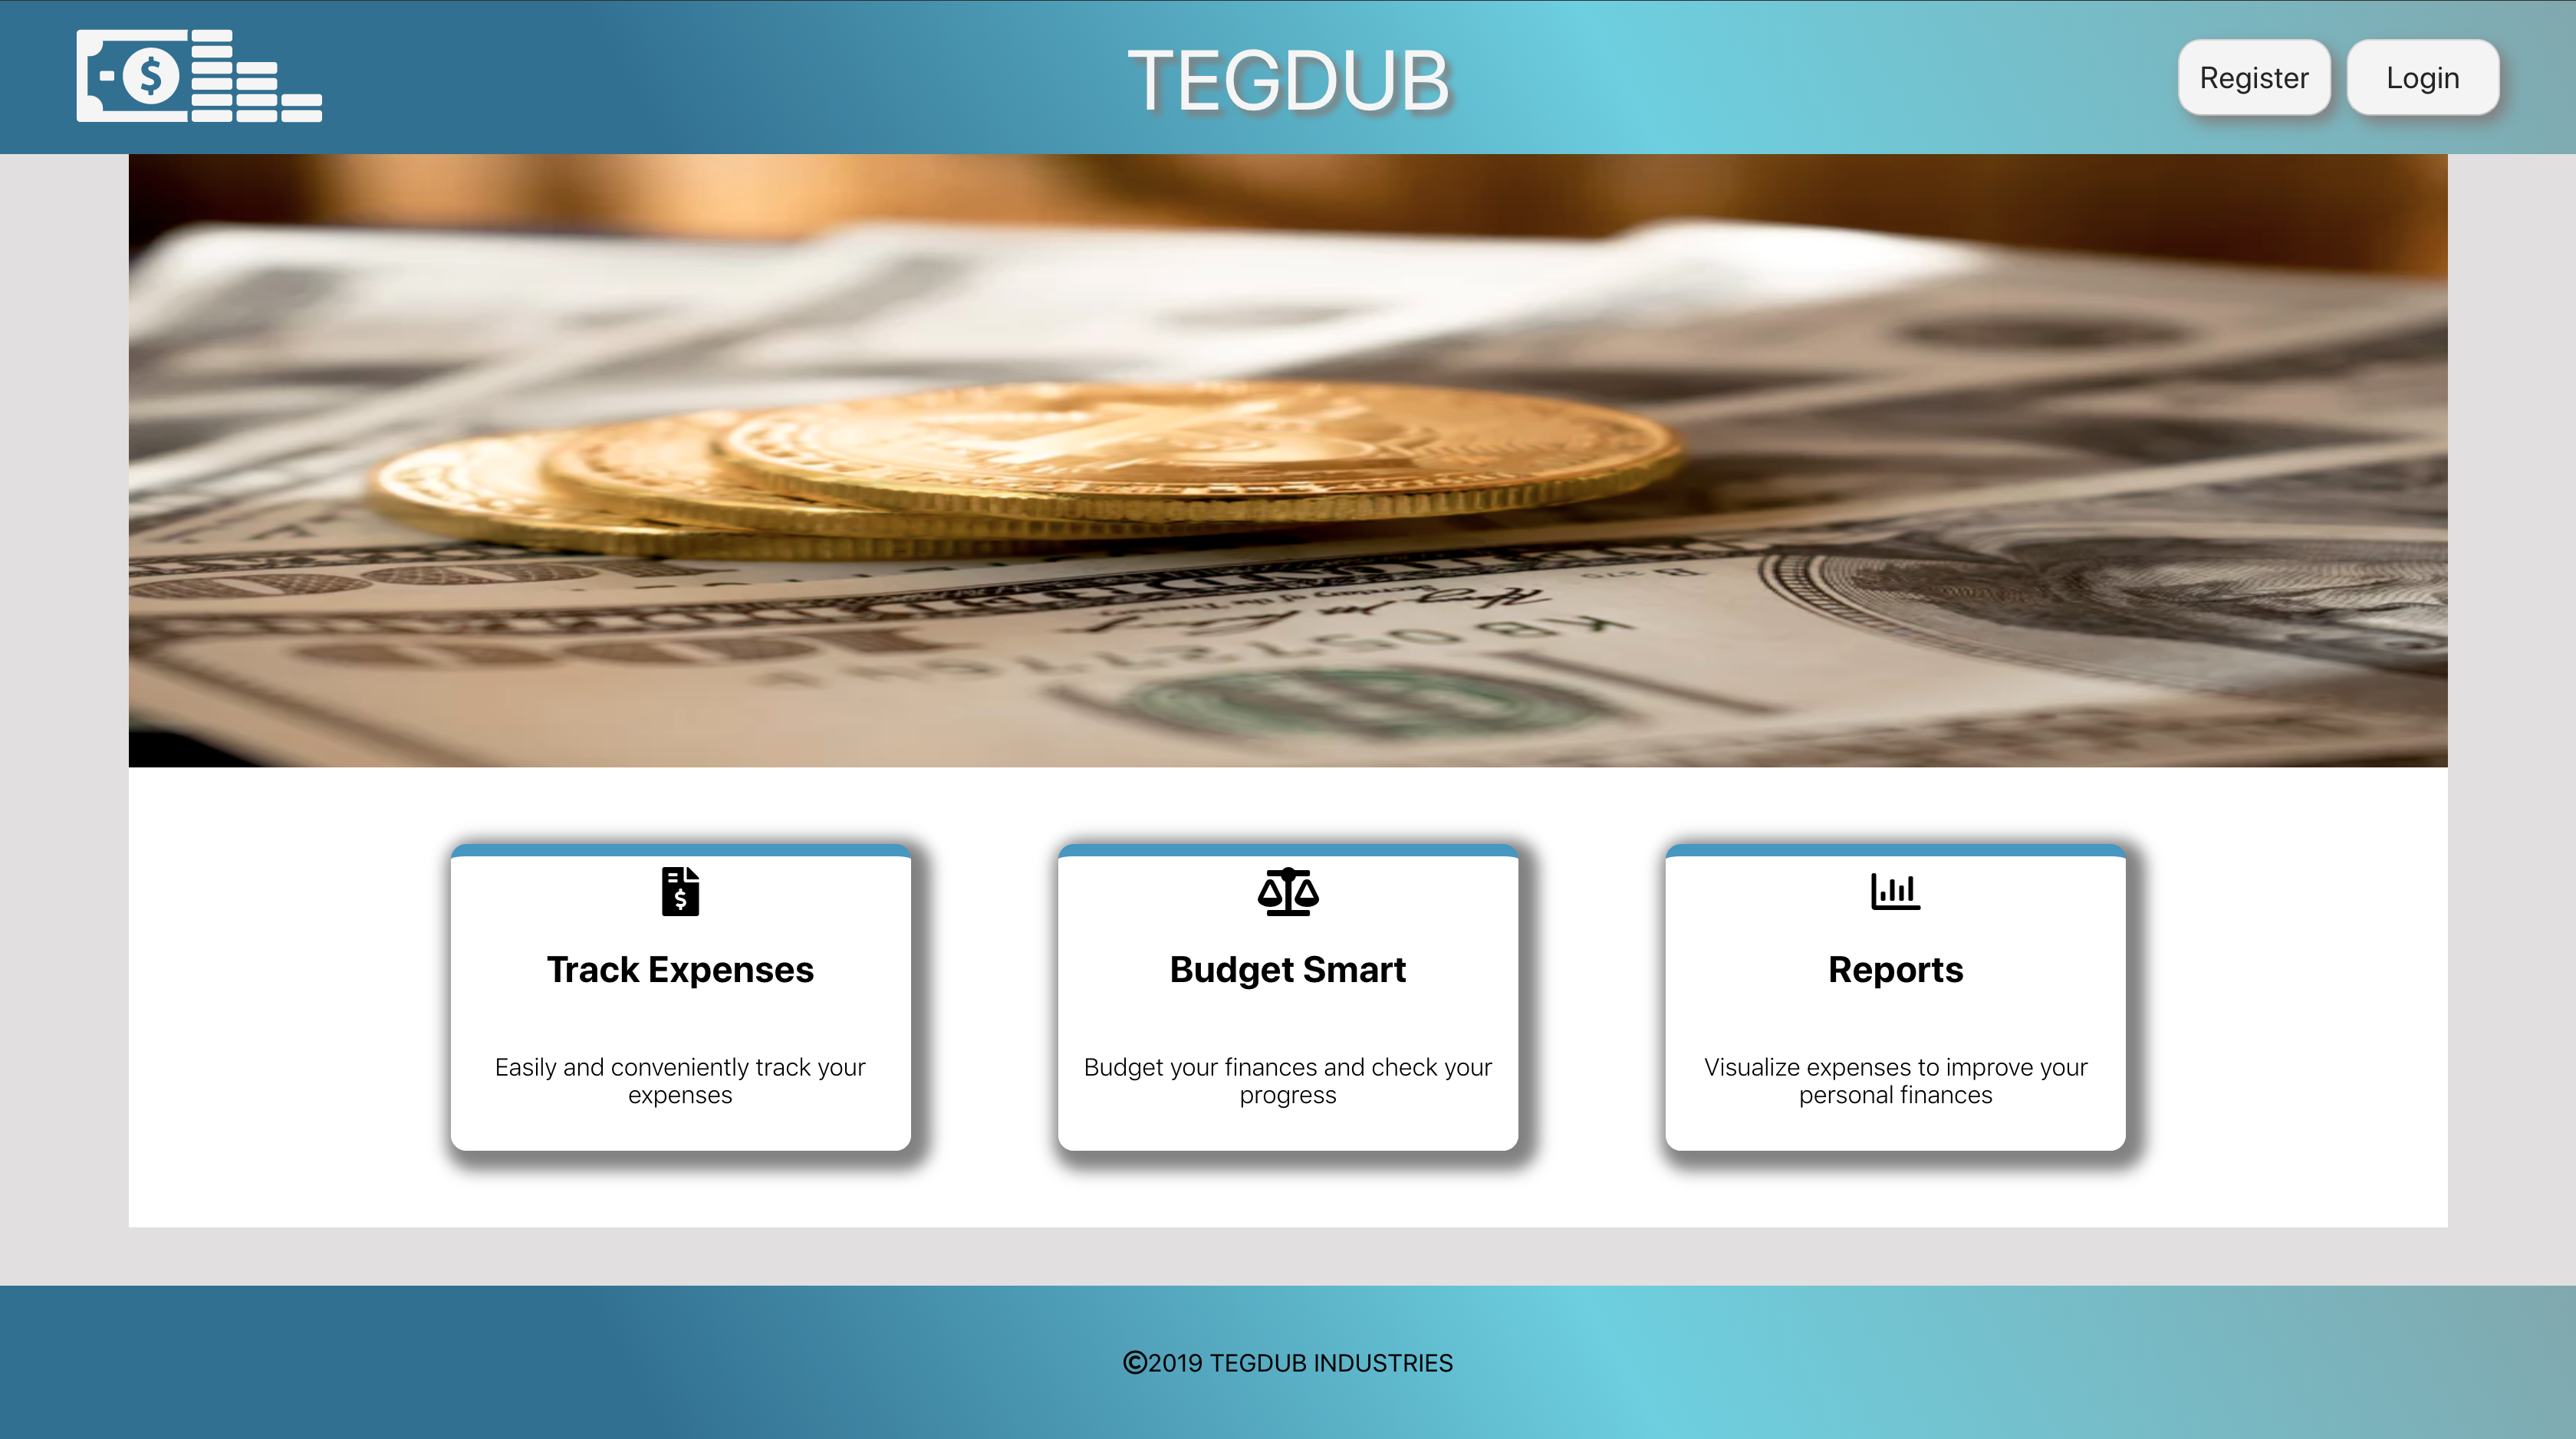 $
TEGDUB
Register
Login
$
Track Expenses
Easily and conveniently track your
expenses
Budget Smart
Budget your finances and check your
progress
Reports
Visualize expenses to improve your
personal finances
©2019 TEGDUB INDUSTRIES